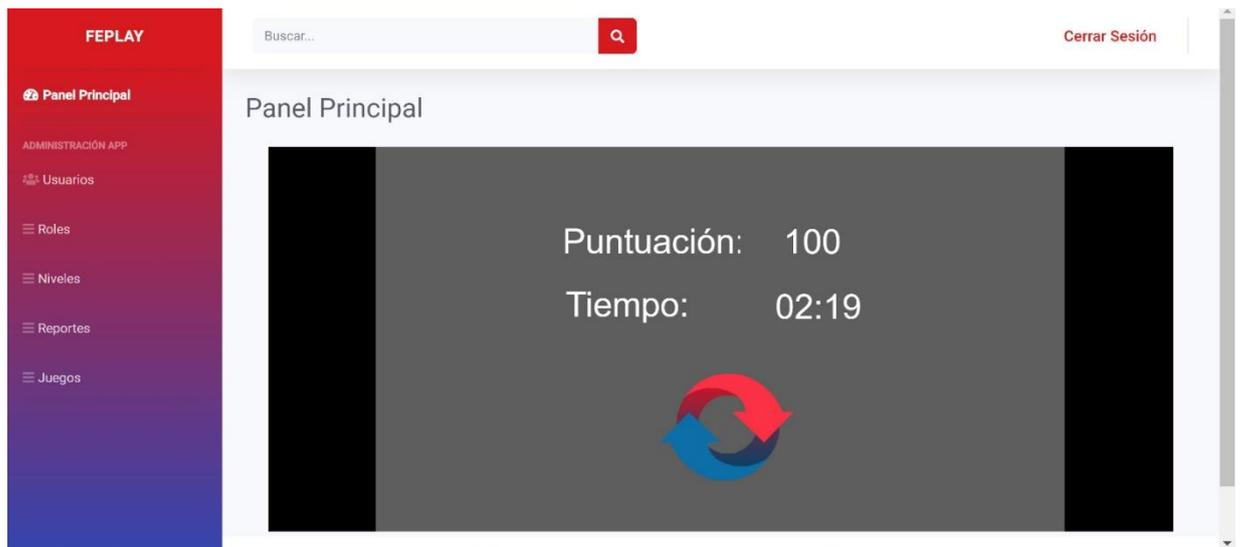 FEPLAY
Buscar...
Cerrar Sesión
Panel Principal
Panel Principal
ADMINISTRACIÓN APP
Usuarios
Roles
Niveles
Reportes
Juegos
Puntuación: 100
Tiempo: 02:19